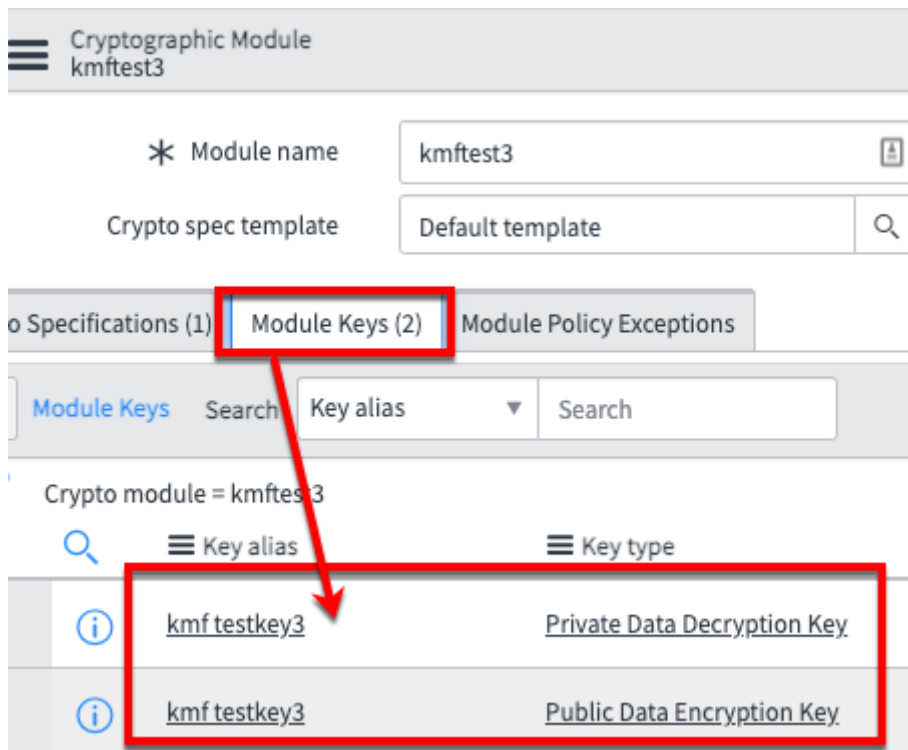 Cryptographic Module
kmftest3
Module name
kmftest3
Crypto spec template
Default template
o Specifications (1)
Module Keys (2)
Module Policy Exceptions
Module Keys
Search
Key alias
Search
Crypto module = kmftest3
Key alias
Key type
kmf testkey3
Private Data Decryption Key
kmf testkey3
Public Data Encryption Key